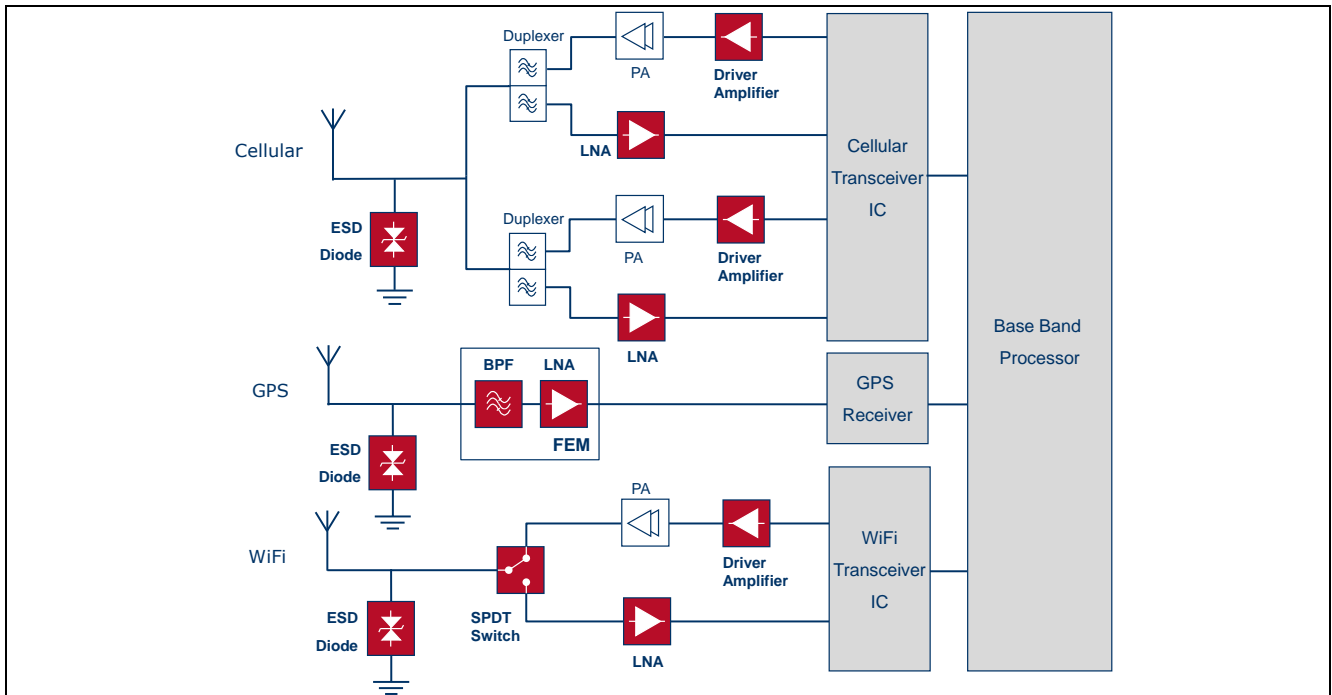 Duplexer
PA
Driver
Amplifier
LNA
Cellular
ESD
Diode
Duplexer
PA
Driver
Amplifier
LNA
Cellular
Transceiver
IC
Base Band
Processor
GPS
ESD
Diode
BPF
LNA
FEM
GPS
Receiver
WiFi
ESD
Diode
SPDT
Switch
PA
Driver
Amplifier
LNA
WiFi
Transceiver
IC